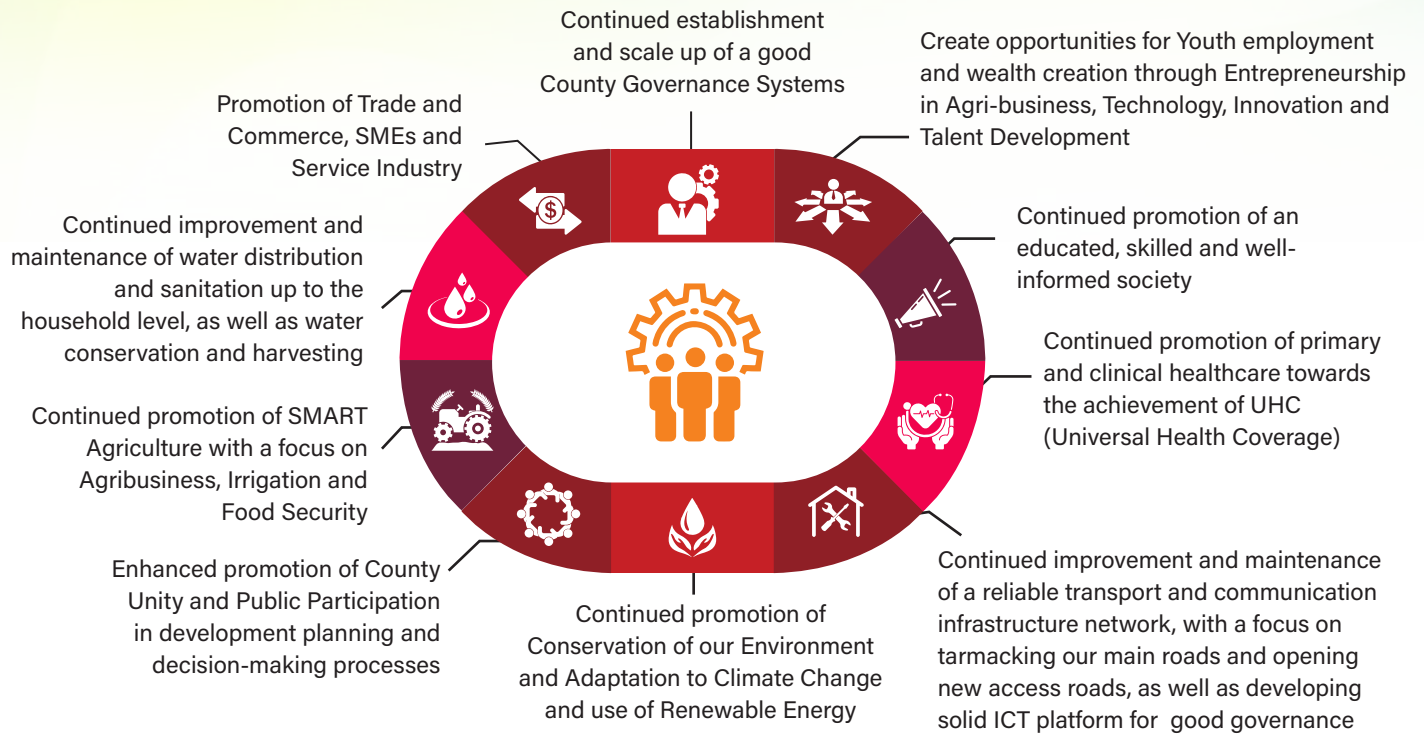 Continued establishment
and scale up of a good
County Governance Systems
Create opportunities for Youth employment
and wealth creation through Entrepreneurship
in Agri-business, Technology, Innovation and
Talent Development
Continued promotion of an
educated, skilled and well-
informed society
Continued promotion of primary
and clinical healthcare towards
the achievement of UHC
(Universal Health Coverage)
Continued improvement and maintenance
of a reliable transport and communication
infrastructure network, with a focus on
tarmacking our main roads and opening
new access roads, as well as developing
solid ICT platform for good governance
Continued promotion of
Conservation of our Environment
and Adaptation to Climate Change
and use of Renewable Energy
Enhanced promotion of County
Unity and Public Participation
in development planning and
decision-making processes
Continued promotion of SMART
Agriculture with a focus on
Agribusiness, Irrigation and
Food Security
Continued improvement and
maintenance of water distribution
and sanitation up to the
household level, as well as water
conservation and harvesting
Promotion of Trade and
Commerce, SMEs and
Service Industry
$